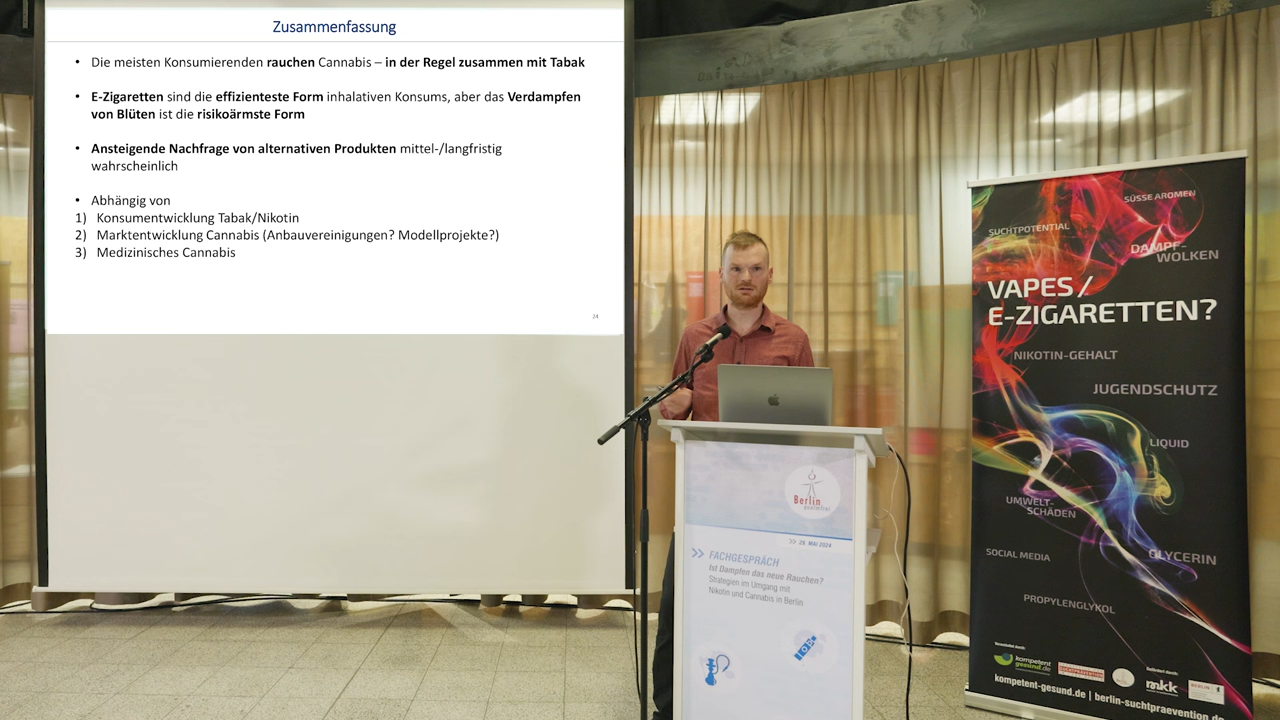 Zusammenfassung
• Die meisten Konsumierenden rauchen Cannabis – in der Regel zusammen mit Tabak
• E-Zigaretten sind die effizienteste Form inhalativen Konsums, aber das Verdampfen
von Blüten ist die risikoärmste Form
• Ansteigende Nachfrage von alternativen Produkten mittel-/langfristig
wahrscheinlich
• Abhängig von
1) Konsumentwicklung Tabak/Nikotin
2) Marktentwicklung Cannabis (Anbauvereinigungen? Modellprojekte?)
3) Medizinisches Cannabis
24
Berlin
>> 29. MAI 2024
>> FACHGESPRÄCH
Ist Dampfen das neue Rauchen?
Strategien im Umgang mit
Nikotin und Cannabis in Berlin
SÜSSE AROMEN
SUCHTPOTENTIAL
DAMPF-
WOLKEN
VAPES /
E-ZIGARETTEN?
NIKOTIN-GEHALT
JUGENDSCHUTZ
LIQUID
UMWELT-
SCHÄDEN
SOCIAL MEDIA
GLYCERIN
PROPYLENGLYKOL
kompetent
gesund.de
BERLIN
kompetent-gesund.de | berlin-suchtpraevention.de